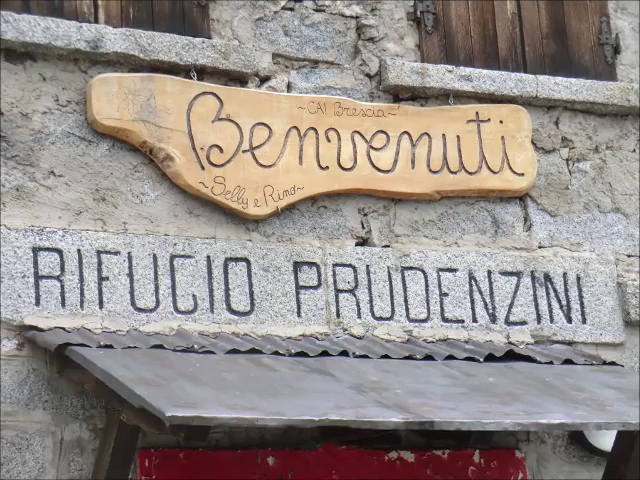 ~CAI Brescia~
Benvenuti
~Selly e Rino~
RIFUGIO PRUDENZINI